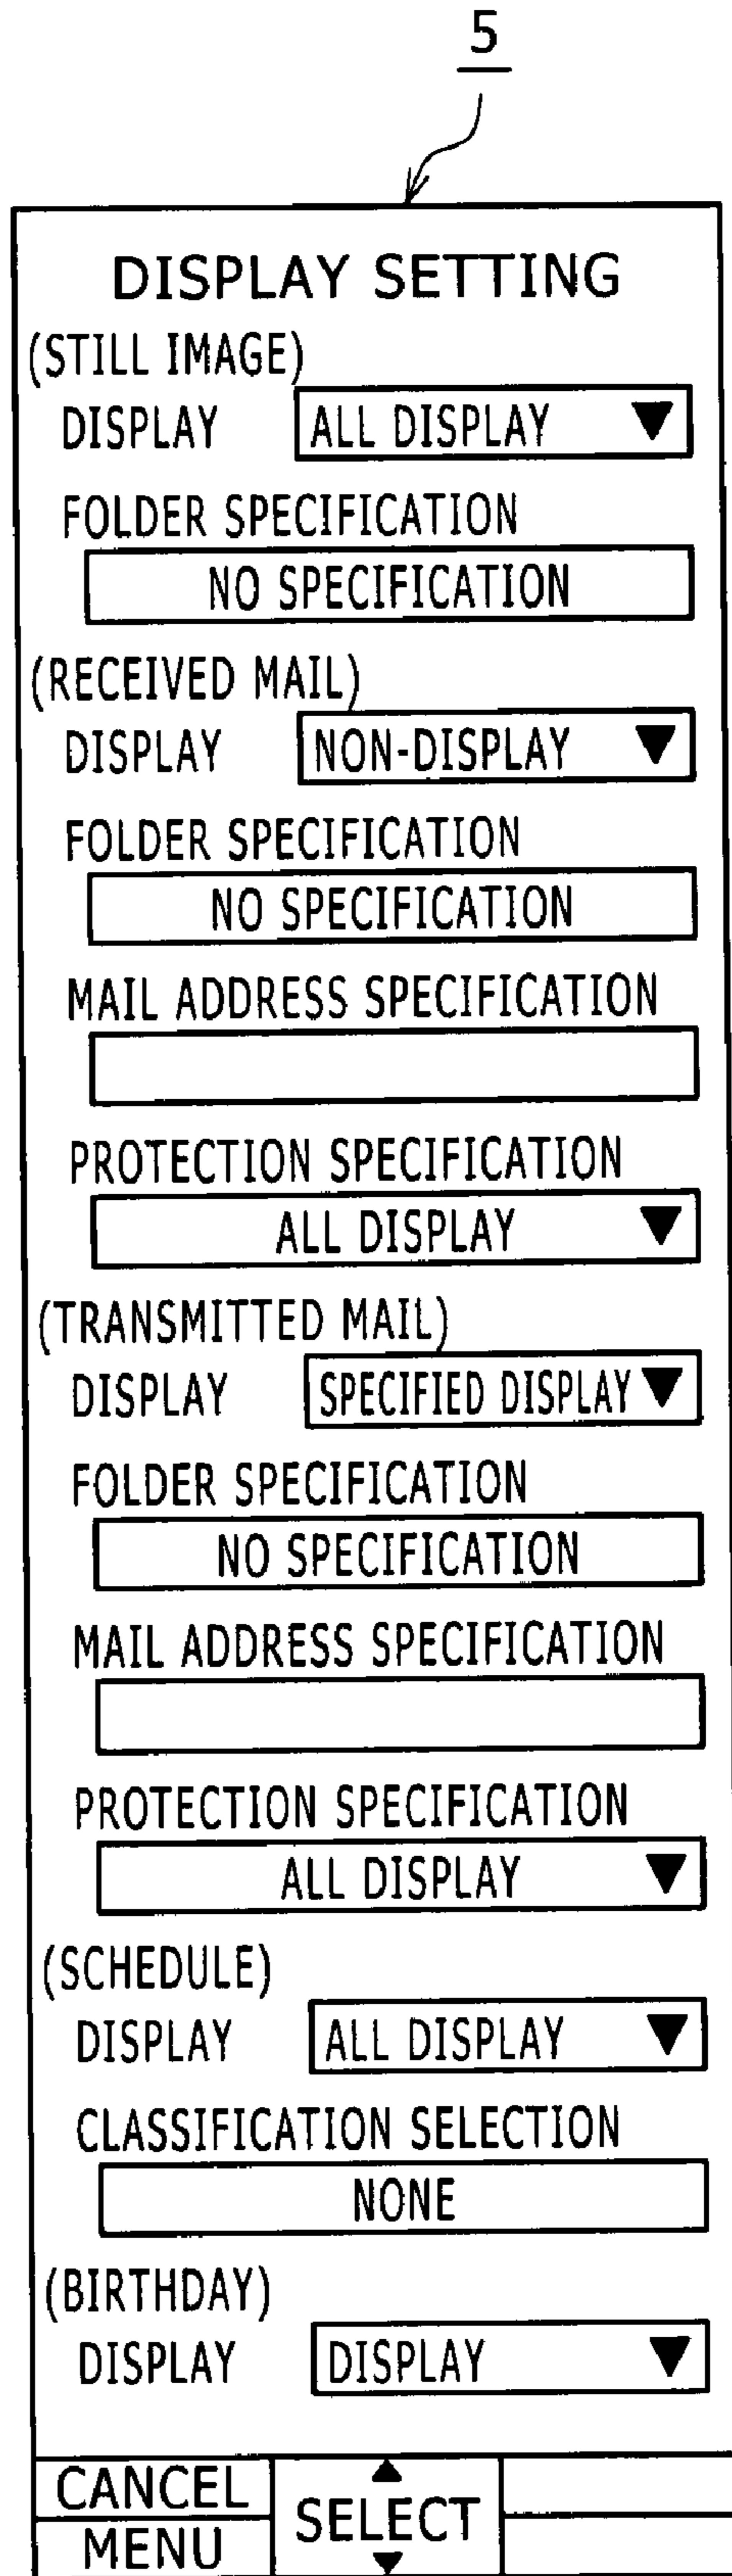 5
DISPLAY SETTING
(STILL IMAGE)
DISPLAY ALL DISPLAY ▼
FOLDER SPECIFICATION
NO SPECIFICATION
(RECEIVED MAIL)
DISPLAY NON-DISPLAY ▼
FOLDER SPECIFICATION
NO SPECIFICATION
MAIL ADDRESS SPECIFICATION
PROTECTION SPECIFICATION
ALL DISPLAY ▼
(TRANSMITTED MAIL)
DISPLAY SPECIFIED DISPLAY ▼
FOLDER SPECIFICATION
NO SPECIFICATION
MAIL ADDRESS SPECIFICATION
PROTECTION SPECIFICATION
ALL DISPLAY ▼
(SCHEDULE)
DISPLAY ALL DISPLAY ▼
CLASSIFICATION SELECTION
NONE
(BIRTHDAY)
DISPLAY DISPLAY ▼
CANCEL
▲
SELECT
▼
MENU